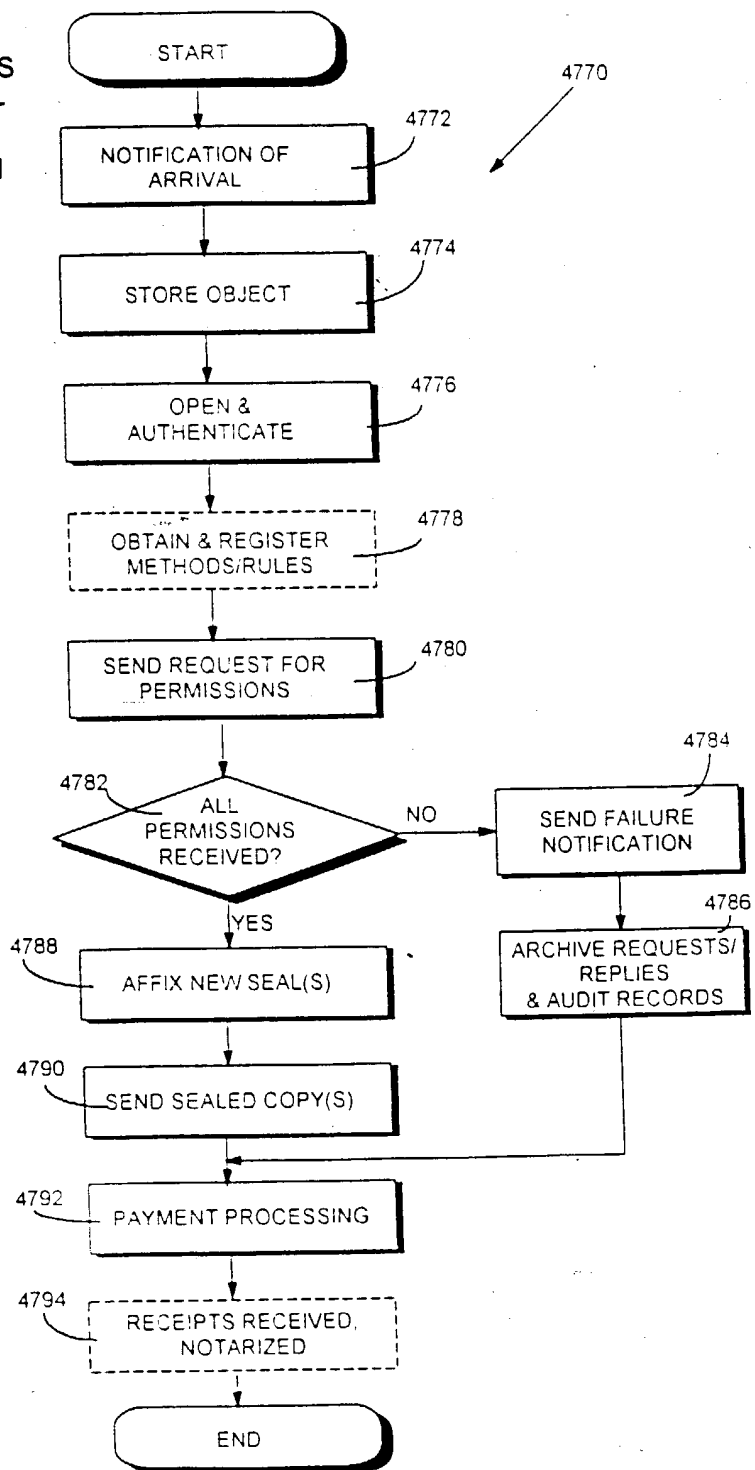 START
4770
4772
NOTIFICATION OF
ARRIVAL
4774
STORE OBJECT
4776
OPEN &
AUTHENTICATE
4778
OBTAIN & REGISTER
METHODS/RULES
4780
SEND REQUEST FOR
PERMISSIONS
4782
ALL
PERMISSIONS
RECEIVED?
NO
4784
SEND FAILURE
NOTIFICATION
YES
4786
ARCHIVE REQUESTS/
REPLIES
& AUDIT RECORDS
4788
AFFIX NEW SEAL(S)
4790
SEND SEALED COPY(S)
4792
PAYMENT PROCESSING
4794
RECEIPTS RECEIVED,
NOTARIZED
END